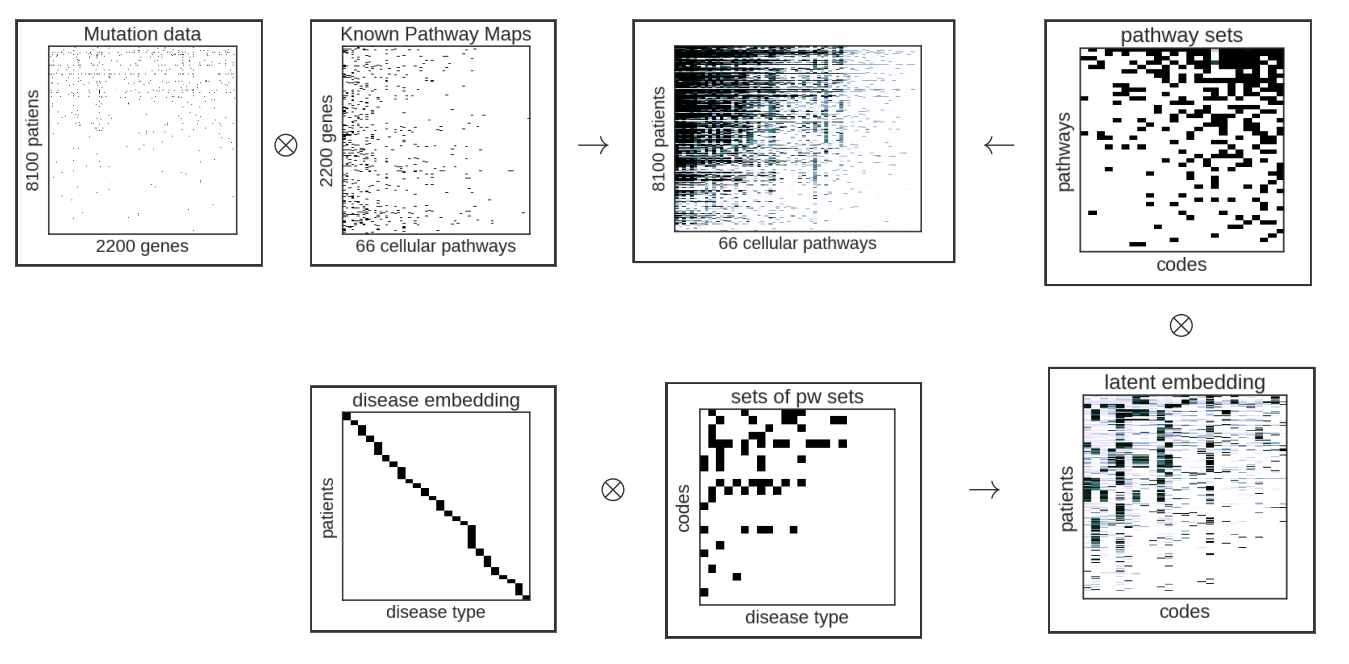 Mutation data
8100 patiens
2200 genes
⊗
Known Pathway Maps
2200 genes
66 cellular pathways
→
8100 patients
66 cellular pathways
←
pathway sets
pathways
codes
⊗
disease embedding
patients
disease type
⊗
sets of pw sets
codes
disease type
→
latent embedding
patients
codes